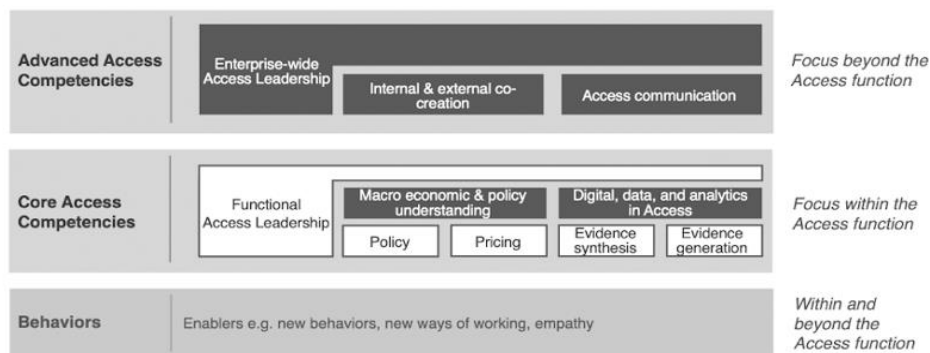 Advanced Access
Competencies
Enterprise-wide
Access Leadership
Internal & external co-
creation
Access communication
Focus beyond the
Access function
Core Access
Competencies
Functional
Access Leadership
Macro economic & policy
understanding
Digital, data, and analytics
in Access
Policy
Pricing
Evidence
synthesis
Evidence
generation
Focus within the
Access function
Behaviors
Enablers e.g. new behaviors, new ways of working, empathy
Within and
beyond the
Access function